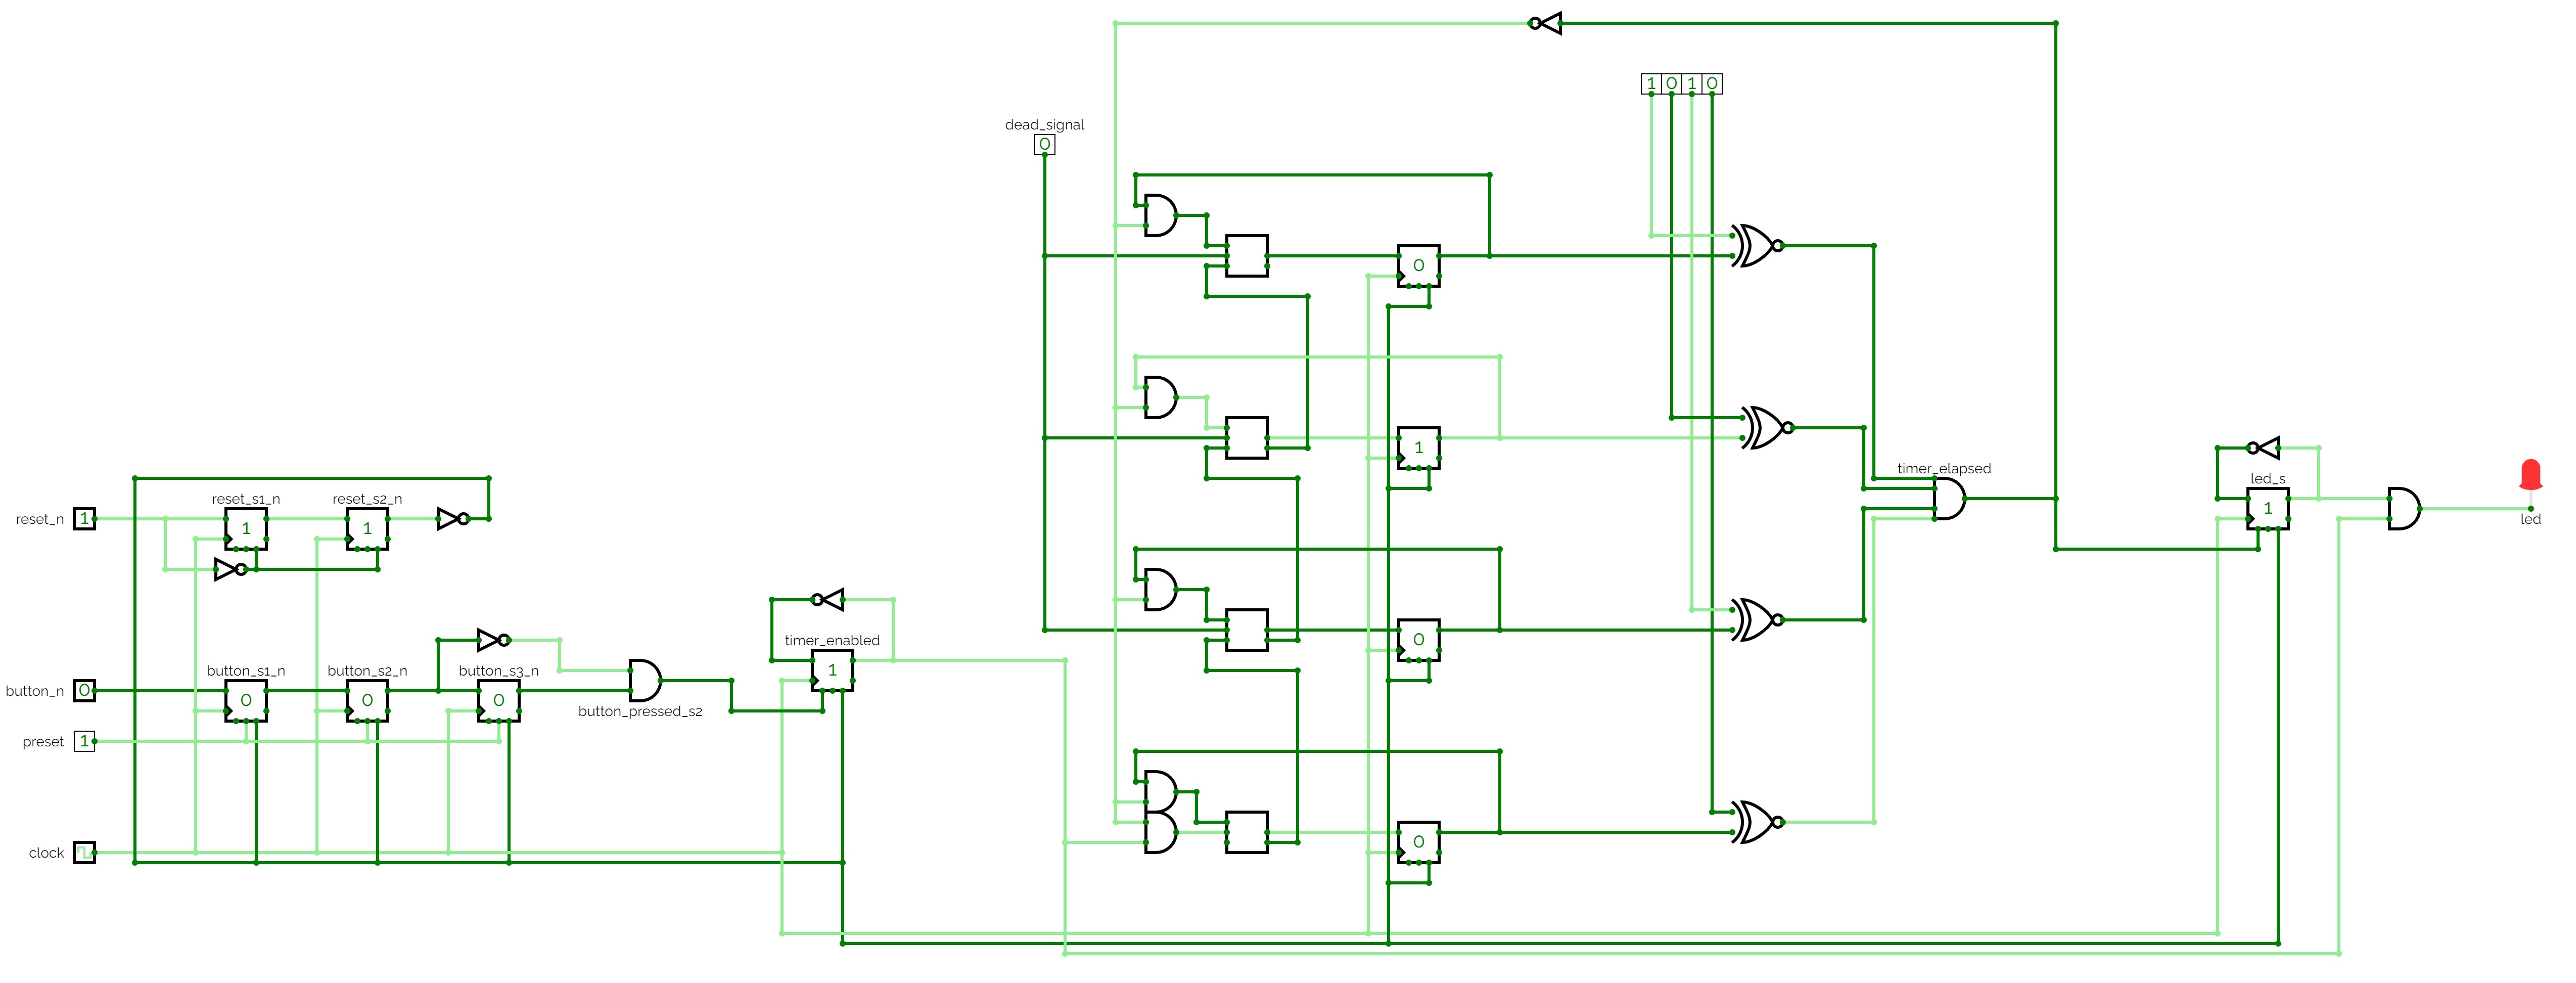 1 0 1 0
dead_signal
0
0
1
timer_elapsed
led_s
reset_s1_n
reset_s2_n
reset_n
1
1
1
1
led
timer_enabled
0
1
button_s1_n
button_s2_n
button_s3_n
button_n
0
0
0
0
button_pressed_s2
preset
1
0
clock